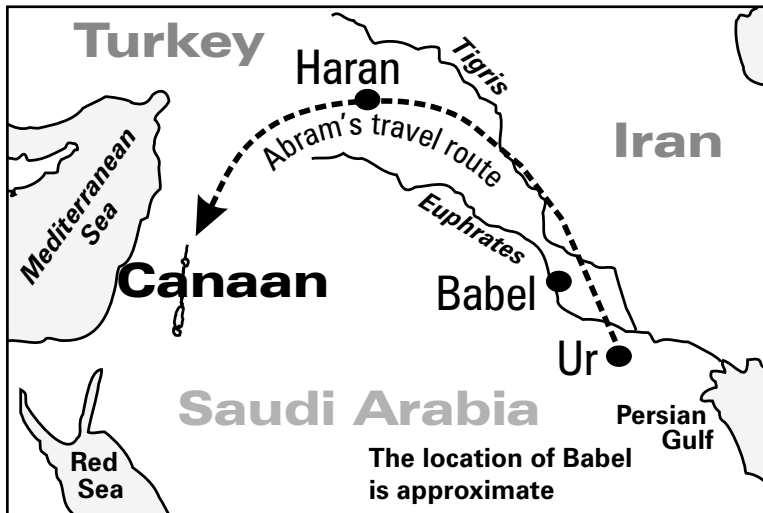 Turkey
Haran
Tigris
Abram's travel route
Iran
Mediterranean
Sea
Euphrates
Canaan
Babel
Ur
Saudi Arabia
Persian
Gulf
Red
Sea
The location of Babel
is approximate